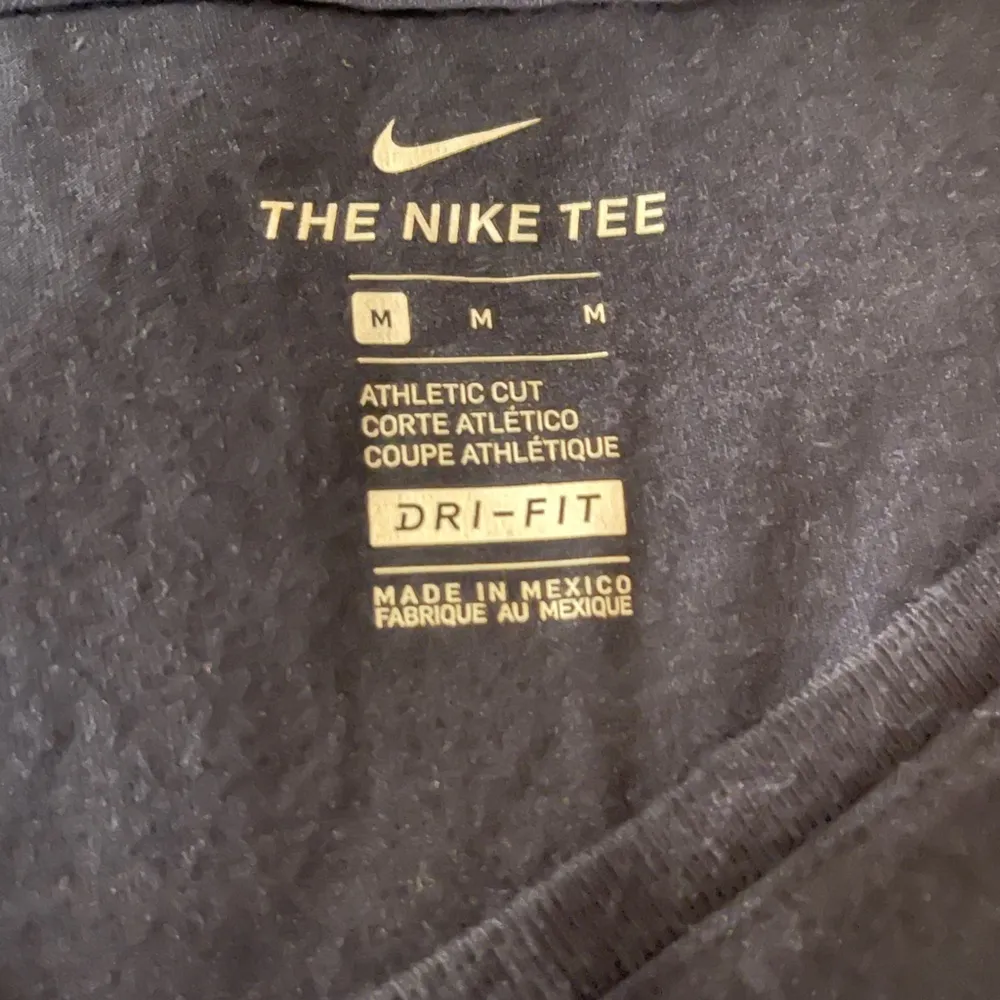 THE NIKE TEE
M M M
ATHLETIC CUT
CORTE ATLÉTICO
COUPE ATHLÉTIQUE
DRI-FIT
MADE IN MEXICO
FABRIQUE AU MEXIQUE